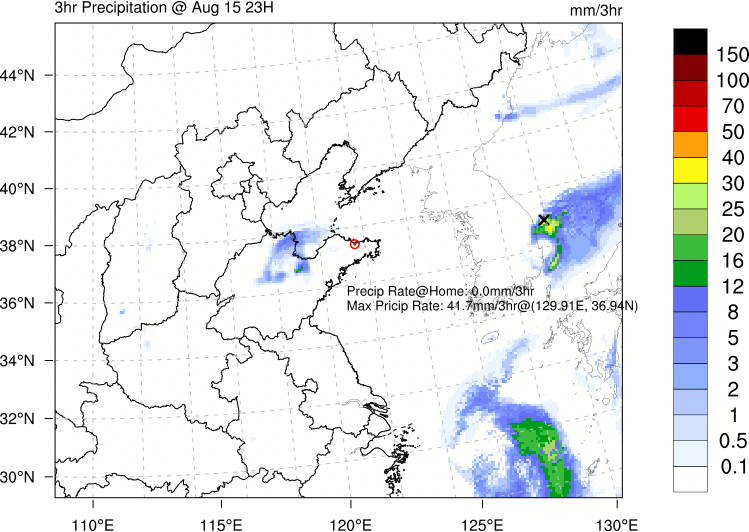 3hr Precipitation @ Aug 15 23H
mm/3hr
44°N
42°N
40°N
38°N
36°N
34°N
32°N
30°N
Precip Rate@Home: 0.0mm/3hr
Max Pricip Rate: 41.7mm/3hr@(129.91E, 36.94N)
110°E 115°E 120°E 125°E 130°E
150
100
70
50
40
30
25
20
16
12
8
5
3
2
1
0.5
0.1